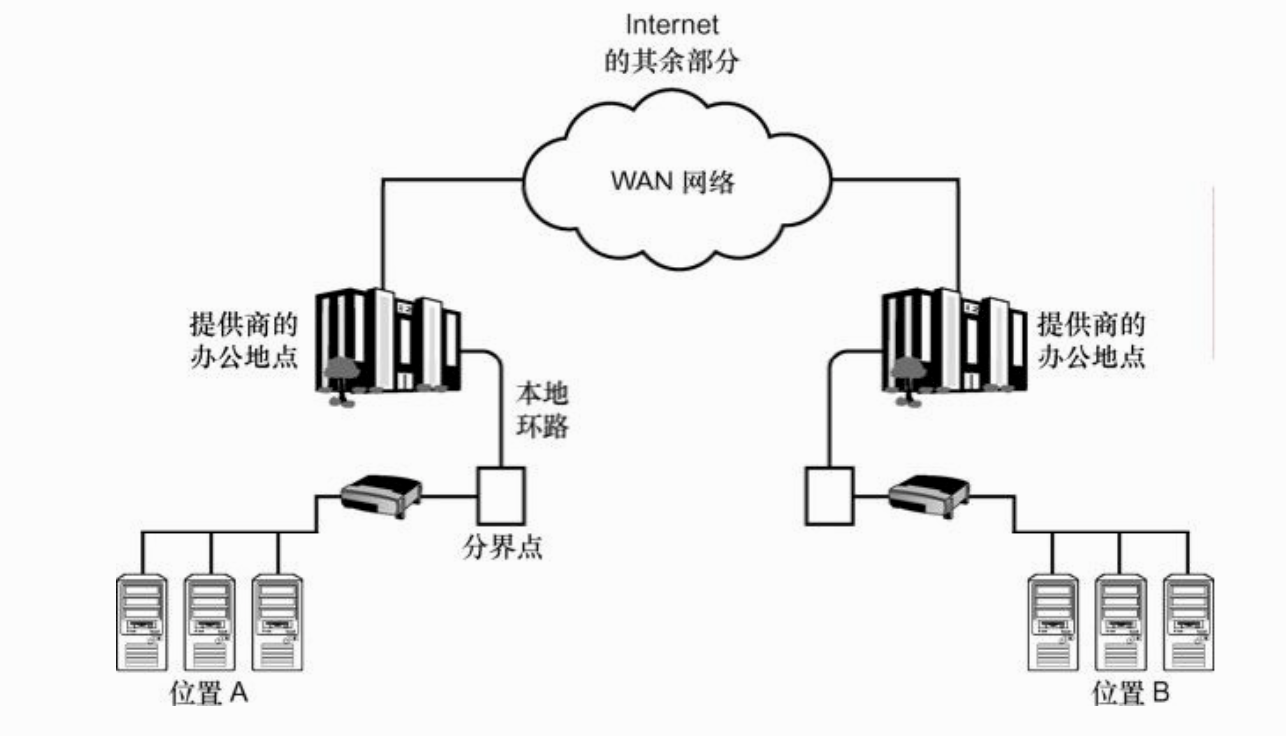 Internet
的其余部分
WAN 网络
提供商的
办公地点
提供商的
办公地点
本地
环路
分界点
位置 A
位置 B